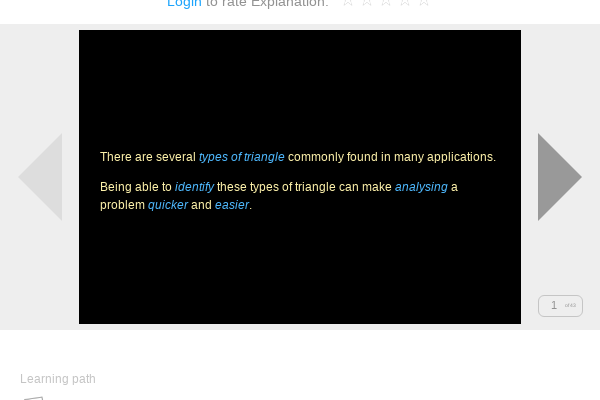 Login to rate Explanation:
There are several types of triangle commonly found in many applications.
Being able to identify these types of triangle can make analysing a
problem quicker and easier.
1
Learning path